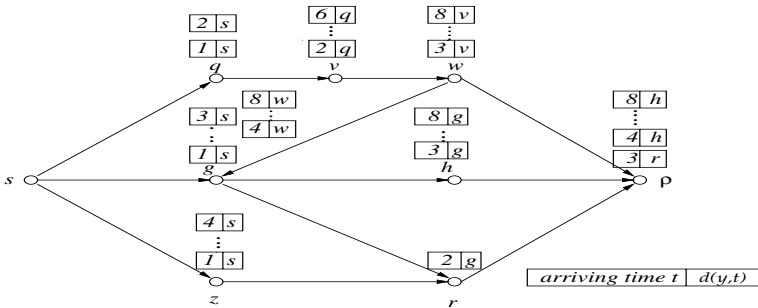 2 s
1 s
q
6 q
2 q
v
8 v
3 v
w
3 s
1 s
g
8 w
4 w
8 g
3 g
h
8 h
4 h
3 r
s
ρ
4 s
1 s
z
2 g
r
arriving time t d(y,t)